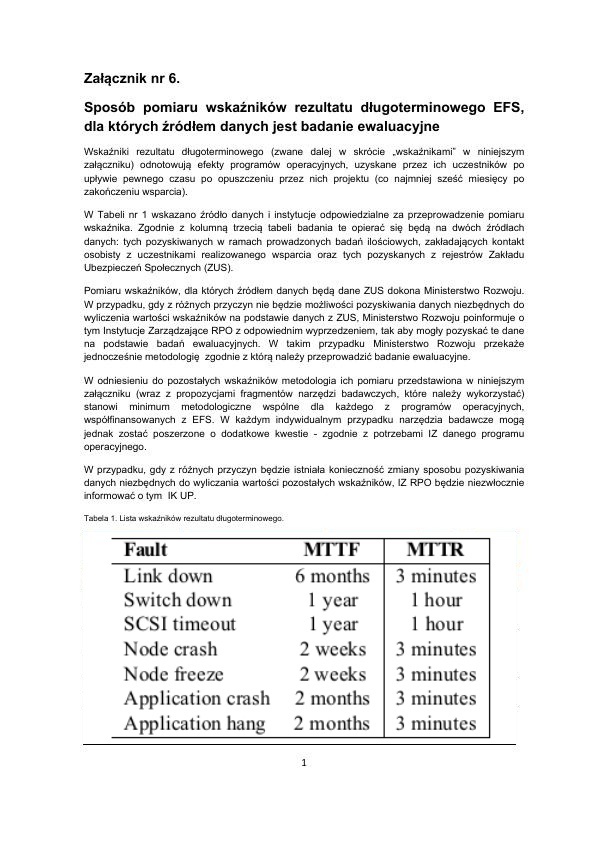 Załącznik nr 6.
Sposób pomiaru wskaźników rezultatu długoterminowego EFS,
dla których źródłem danych jest badanie ewaluacyjne
Wskaźniki rezultatu długoterminowego (zwane dalej w skrócie „wskaźnikami” w niniejszym
załączniku) odnotowują efekty programów operacyjnych, uzyskane przez ich uczestników po
upływie pewnego czasu po opuszczeniu przez nich projektu (co najmniej sześć miesięcy po
zakończeniu wsparcia).
W Tabeli nr 1 wskazano źródło danych i instytucje odpowiedzialne za przeprowadzenie pomiaru
wskaźnika. Zgodnie z kolumną trzecią tabeli badania te opierać się będą na dwóch źródłach
danych: tych pozyskiwanych w ramach prowadzonych badań ilościowych, zakładających kontakt
osobisty z uczestnikami realizowanego wsparcia oraz tych pozyskanych z rejestrów Zakładu
Ubezpieczeń Społecznych (ZUS).
Pomiaru wskaźników, dla których źródłem danych będą dane ZUS dokona Ministerstwo Rozwoju.
W przypadku, gdy z różnych przyczyn nie będzie możliwości pozyskiwania danych niezbędnych do
wyliczenia wartości wskaźników na podstawie danych z ZUS, Ministerstwo Rozwoju poinformuje o
tym Instytucje Zarządzające RPO z odpowiednim wyprzedzeniem, tak aby mogły pozyskać te dane
na podstawie badań ewaluacyjnych. W takim przypadku Ministerstwo Rozwoju przekaże
jednocześnie metodologię zgodnie z którą należy przeprowadzić badanie ewaluacyjne.
W odniesieniu do pozostałych wskaźników metodologia ich pomiaru przedstawiona w niniejszym
załączniku (wraz z propozycjami fragmentów narzędzi badawczych, które należy wykorzystać)
stanowi minimum metodologiczne wspólne dla każdego z programów operacyjnych,
współfinansowanych z EFS. W każdym indywidualnym przypadku narzędzia badawcze mogą
jednak zostać poszerzone o dodatkowe kwestie - zgodnie z potrzebami IZ danego programu
operacyjnego.
W przypadku, gdy z różnych przyczyn będzie istniała konieczność zmiany sposobu pozyskiwania
danych niezbędnych do wyliczania wartości pozostałych wskaźników, IZ RPO będzie niezwłocznie
informować o tym IK UP.
Tabela 1. Lista wskaźników rezultatu długoterminowego.
Fault MTTF MTTR
Link down 6 months 3 minutes
Switch down 1 year 1 hour
SCSI timeout 1 year 1 hour
Node crash 2 weeks 3 minutes
Node freeze 2 weeks 3 minutes
Application crash 2 months 3 minutes
Application hang 2 months 3 minutes
1